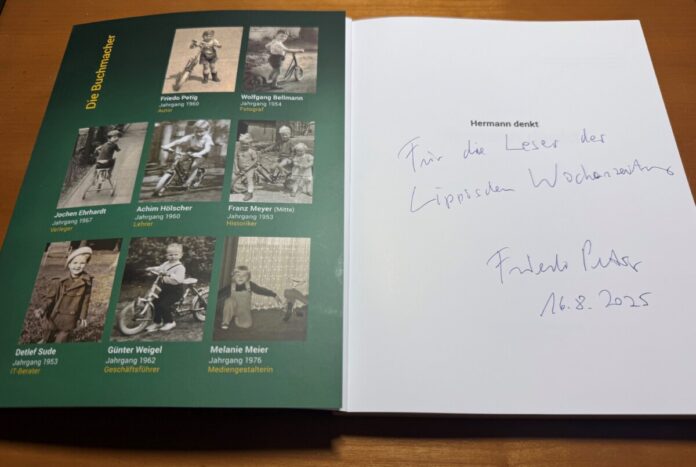 Die Buchmacher
Friedo Petig
Jahrgang 1960
Autor
Wolfgang Bellmann
Jahrgang 1954
Fotograf
Jochen Ehrhardt
Jahrgang 1967
Verleger
Achim Hölscher
Jahrgang 1960
Lehrer
Franz Meyer (Mitte)
Jahrgang 1953
Historiker
Detlef Sude
Jahrgang 1953
IT-Berater
Günter Weigel
Jahrgang 1962
Geschäftsführer
Melanie Meier
Jahrgang 1976
Mediengestalterin
Hermann denkt
Für die Leser der
Lippischen Wochenzeitung
Friedo Petig
16.8.2025